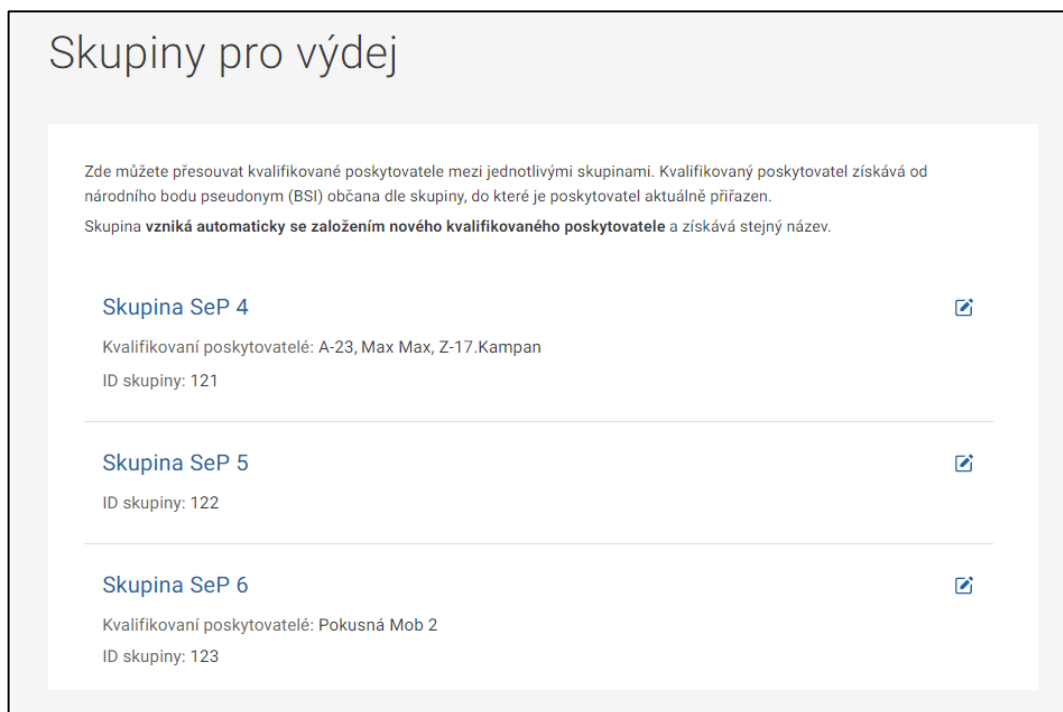 Skupiny pro výdej
Zde můžete přesouvat kvalifikované poskytovatele mezi jednotlivými skupinami. Kvalifikovaný poskytovatel získává od
národního bodu pseudonym (BSI) občana dle skupiny, do které je poskytovatel aktuálně přiřazen.
Skupina vzniká automaticky se založením nového kvalifikovaného poskytovatele a získává stejný název.
Skupina SeP 4
Kvalifikovaní poskytovatelé: A-23, Max Max, Z-17.Kampan
ID skupiny: 121
Skupina SeP 5
ID skupiny: 122
Skupina SeP 6
Kvalifikovaní poskytovatelé: Pokusná Mob 2
ID skupiny: 123